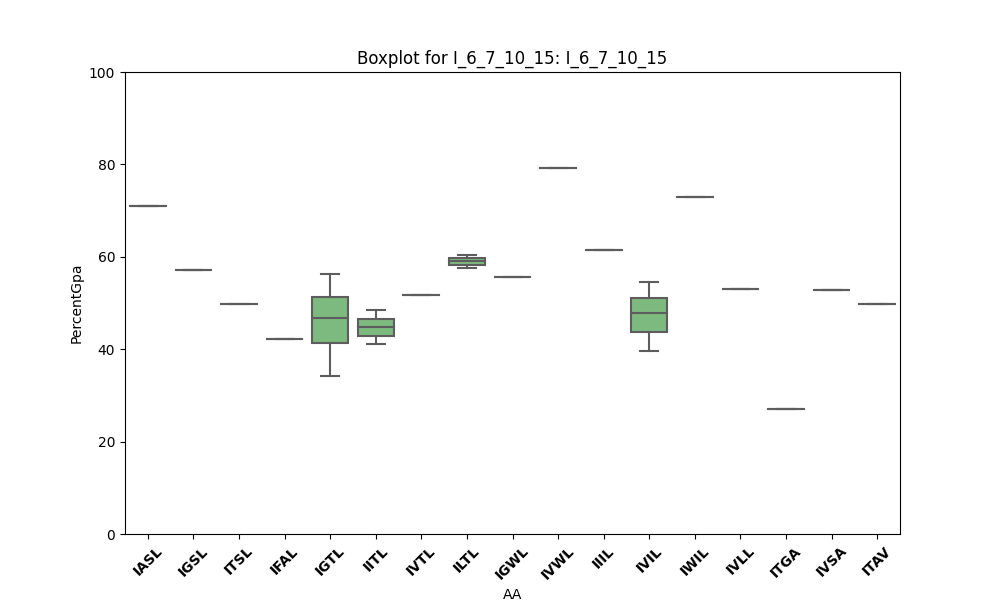 Boxplot for I_6_7_10_15: I_6_7_10_15
100
80
60
40
20
0
PercentGpa
IASL IGSL ITSL IFAL IGTL IITL IVTL ILTL IGWL IVWL IIIL IVIL IWIL IVLL ITGA IVSA ITAV
AA